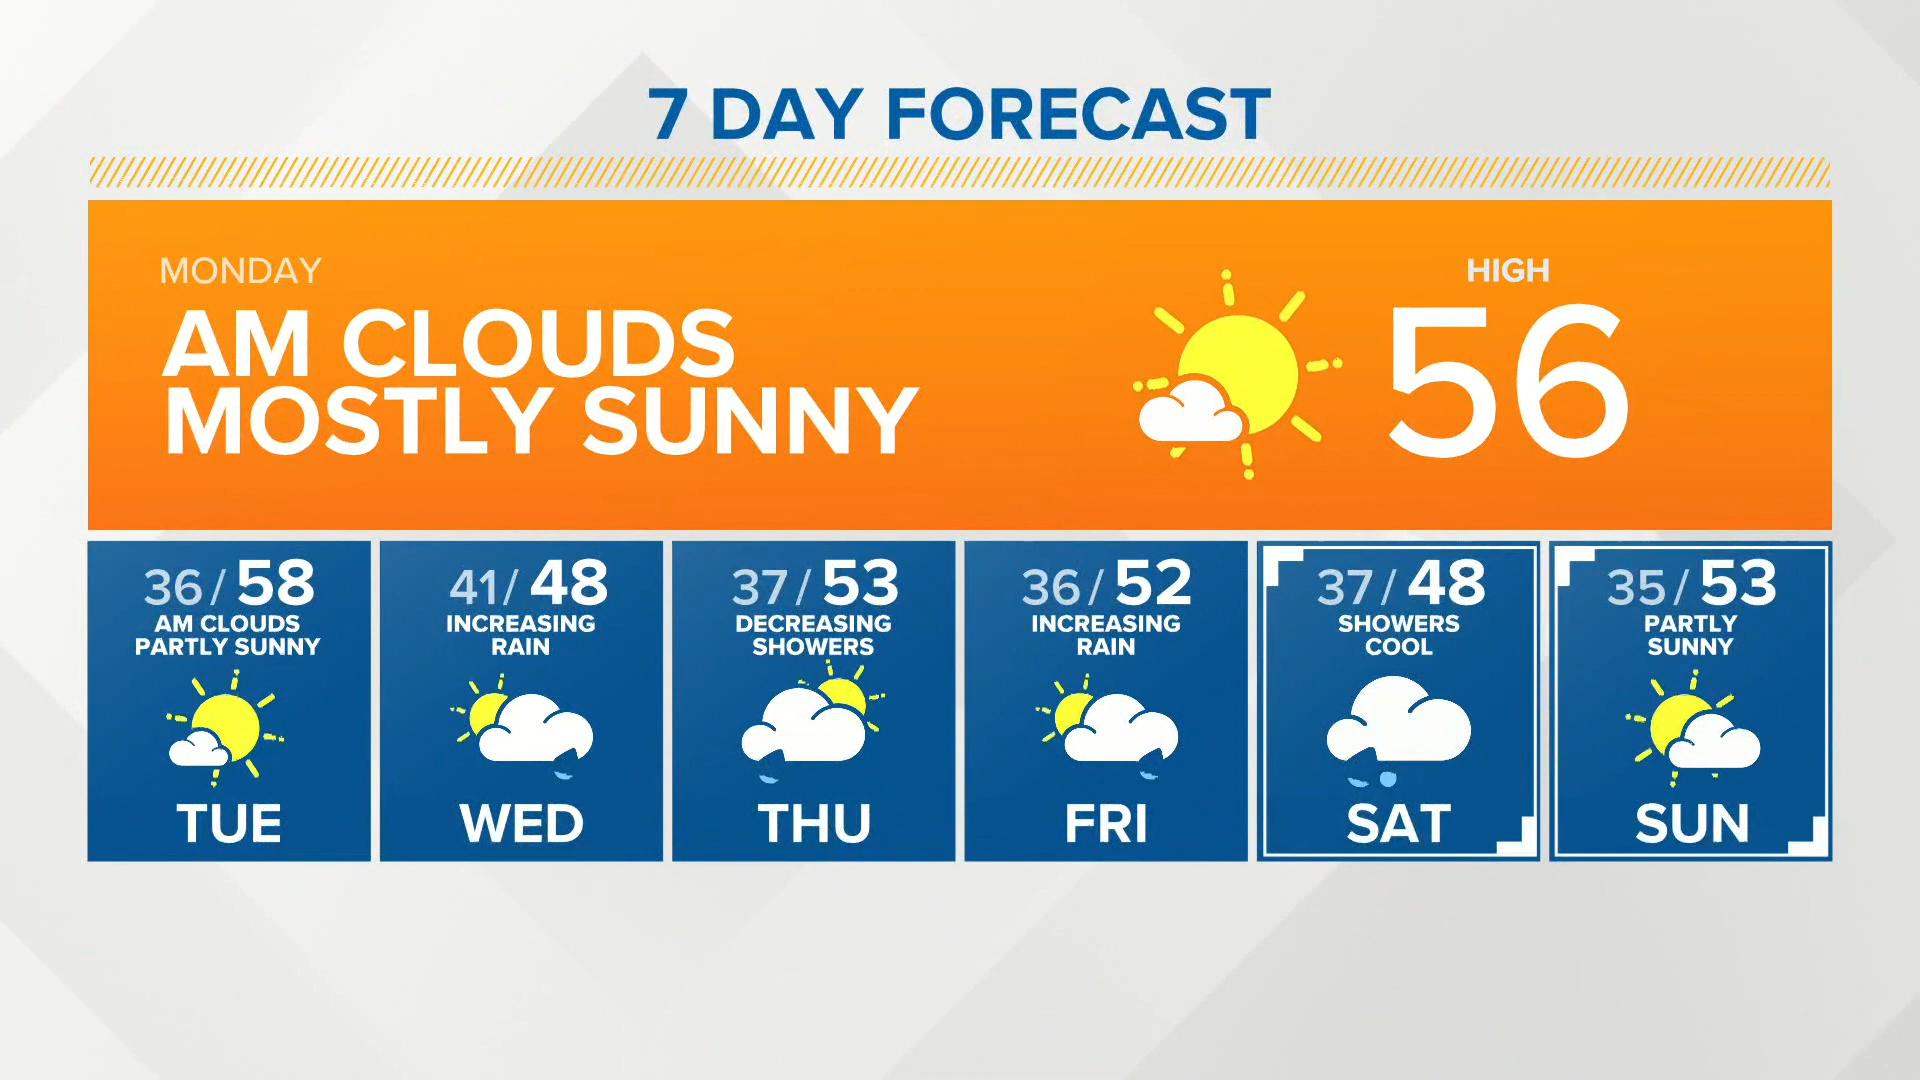 7 DAY FORECAST
MONDAY
AM CLOUDS
MOSTLY SUNNY
HIGH
56
36/58
AM CLOUDS
PARTLY SUNNY
TUE
41/48
INCREASING
RAIN
WED
37/53
DECREASING
SHOWERS
THU
36/52
INCREASING
RAIN
FRI
37/48
SHOWERS
COOL
SAT
35/53
PARTLY
SUNNY
SUN